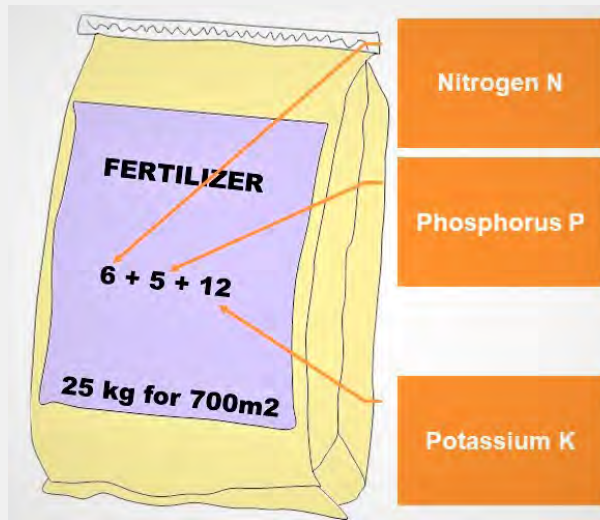 Nitrogen N
FERTILIZER
Phosphorus P
6 + 5 + 12
25 kg for 700m2
Potassium K